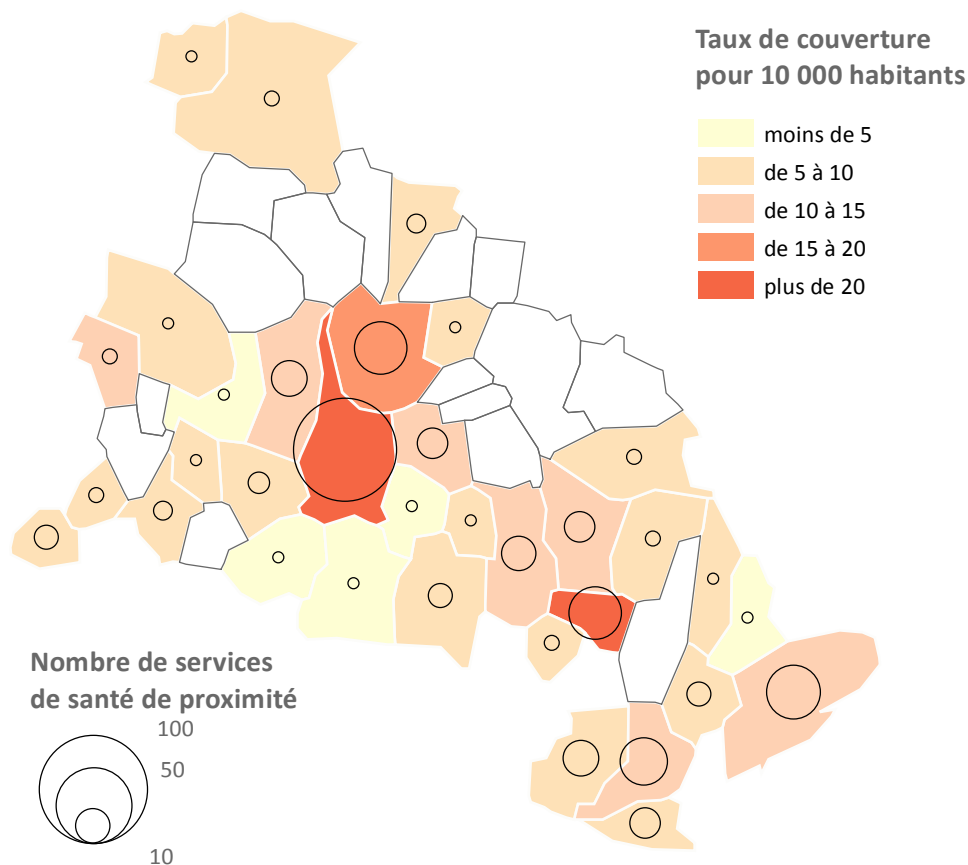 Taux de couverture
pour 10 000 habitants
moins de 5
de 5 à 10
de 10 à 15
de 15 à 20
plus de 20
Nombre de services
de santé de proximité
100
50
10